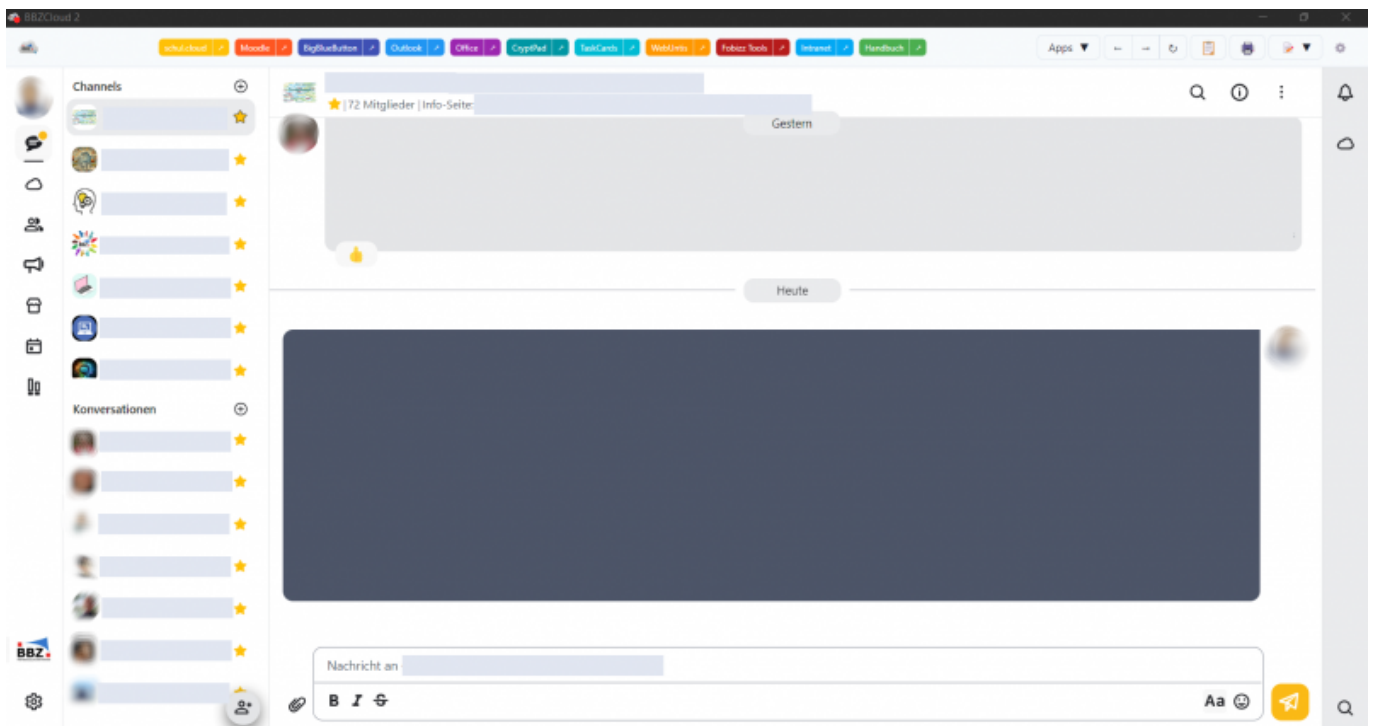 BBZCloud 2
schul.cloud Moodle BigBlueButton Outlook Office CryptPad TaskCards WebUntis Fobizz Tools Intranet Handbuch Apps
Channels
| 72 Mitglieder | Info-Seite:
Gestern
Heute
Konversationen
BBZ
Nachricht an
B I S Aa